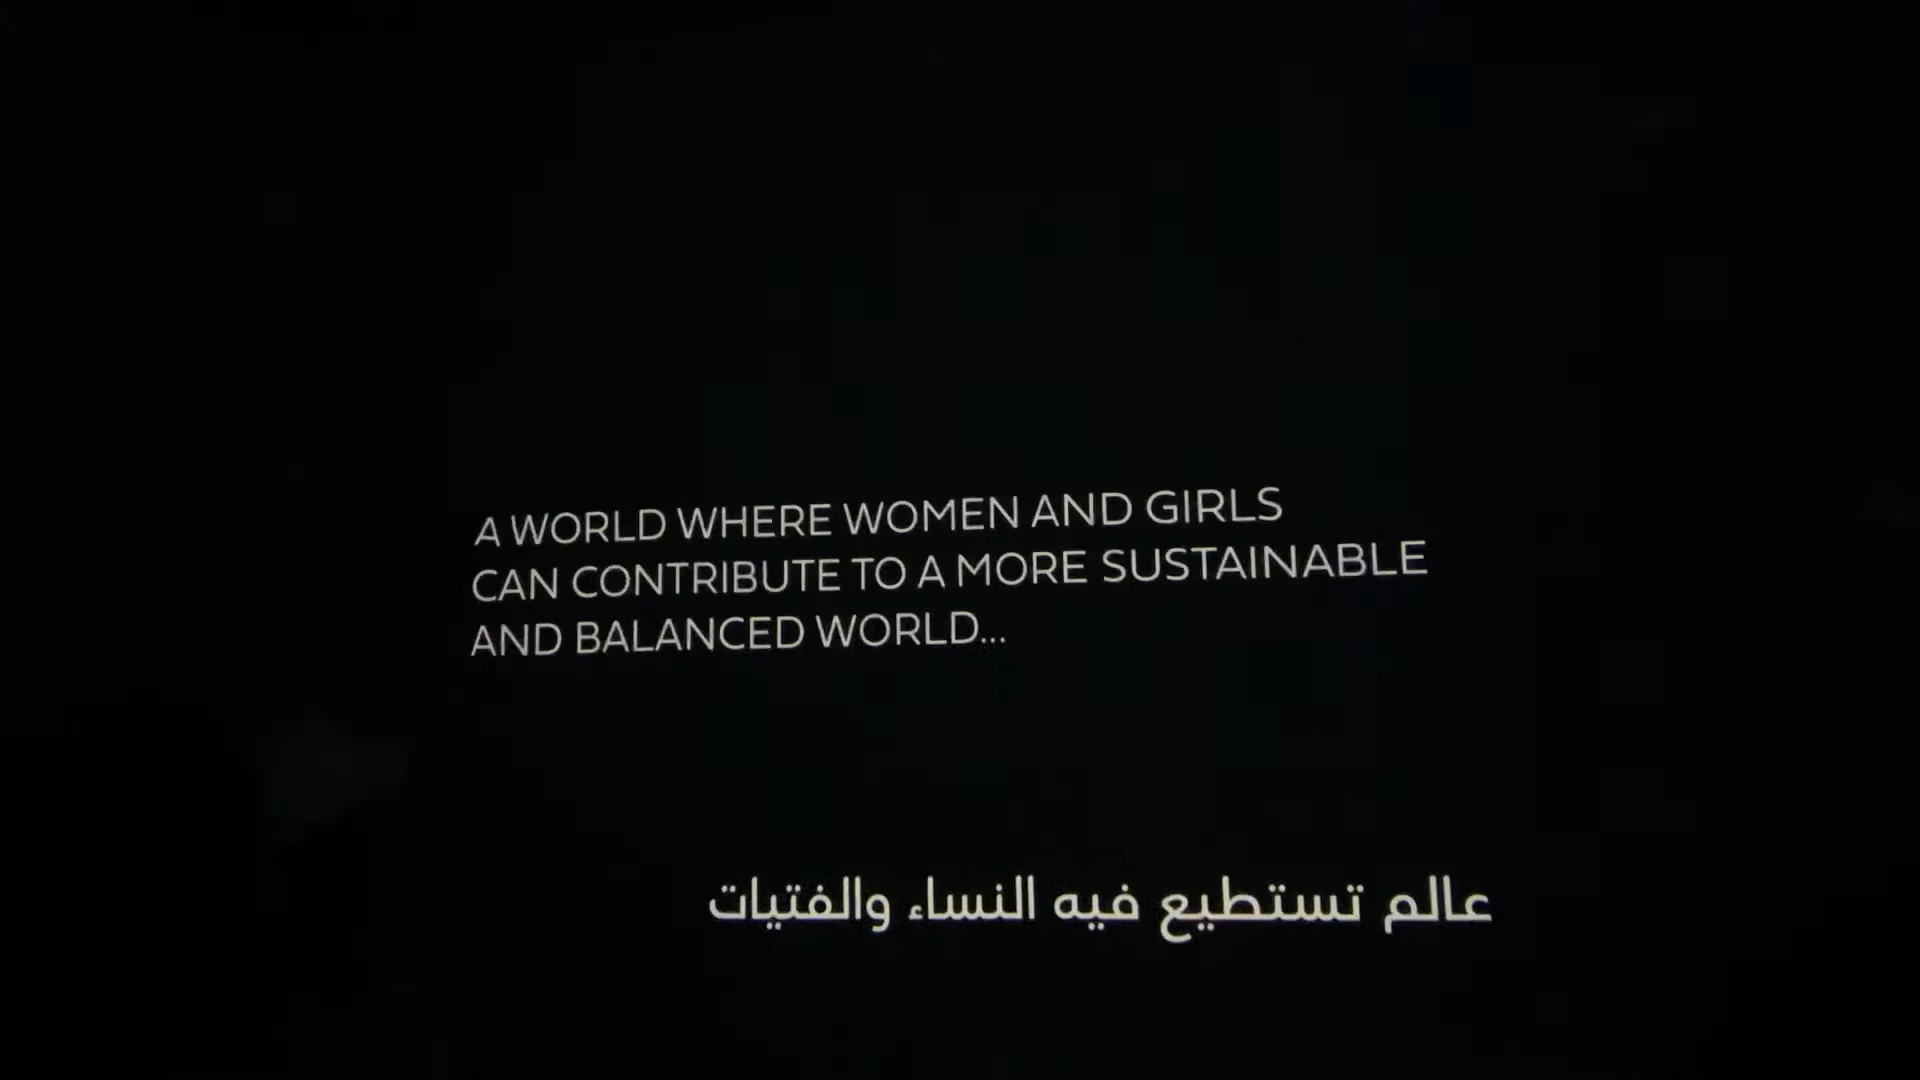 A WORLD WHERE WOMEN AND GIRLS
CAN CONTRIBUTE TO A MORE SUSTAINABLE
AND BALANCED WORLD...
عالم تستطيع فيه النساء والفتيات